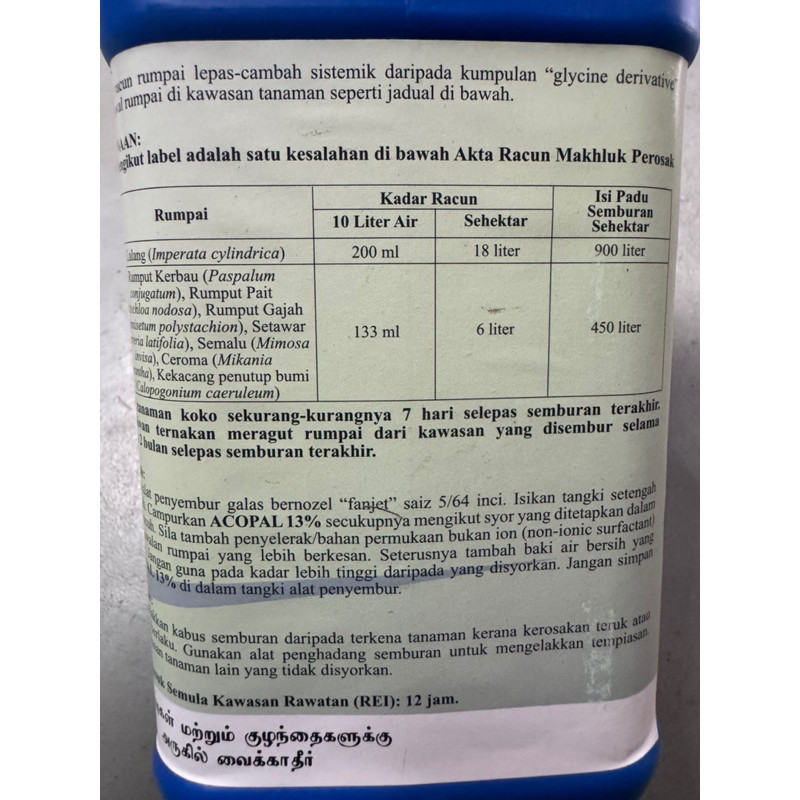 rumpai lepas-cambah sistemik daripada kumpulan “glycine derivative”
rumpai di kawasan tanaman seperti jadual di bawah.
label adalah satu kesalahan di bawah Akta Racun Makhluk Perosak
Rumpai
Kadar Racun
10 Liter Air
Sehektar
Isi Padu
Semburan
Sehektar
(Imperata cylindrica)
200 ml
18 liter
900 liter
Rumput Kerbau (Paspalum
Rumput Pait
nodosa), Rumput Gajah
polystachion), Setawar
latifolia), Semalu (Mimosa
Ceroma (Mikania
Kekacang penutup bumi
(Calopogonium caeruleum)
133 ml
6 liter
450 liter
tanaman koko sekurang-kurangnya 7 hari selepas semburan terakhir.
ternakan meragut rumpai dari kawasan yang disembur selama
bulan selepas semburan terakhir.
penyembur galas bernozel “fanjet” saiz 5/64 inci. Isikan tangki setengah
Campurkan ACOPAL 13% secukupnya mengikut syor yang ditetapkan dalam
Sila tambah penyelerak/bahan permukaan bukan ion (non-ionic surfactant)
rumpai yang lebih berkesan. Seterusnya tambah baki air bersih yang
guna pada kadar lebih tinggi daripada yang disyorkan. Jangan simpan
13% di dalam tangki alat penyembur.
kabus semburan daripada terkena tanaman kerana kerosakan teruk atau
Gunakan alat penghadang semburan untuk mengelakkan tempiasan
tanaman lain yang tidak disyorkan.
Semula Kawasan Rawatan (REI): 12 jam.
மற்றும் குழந்தைகளுக்கு
அருகில் வைக்காதீர்